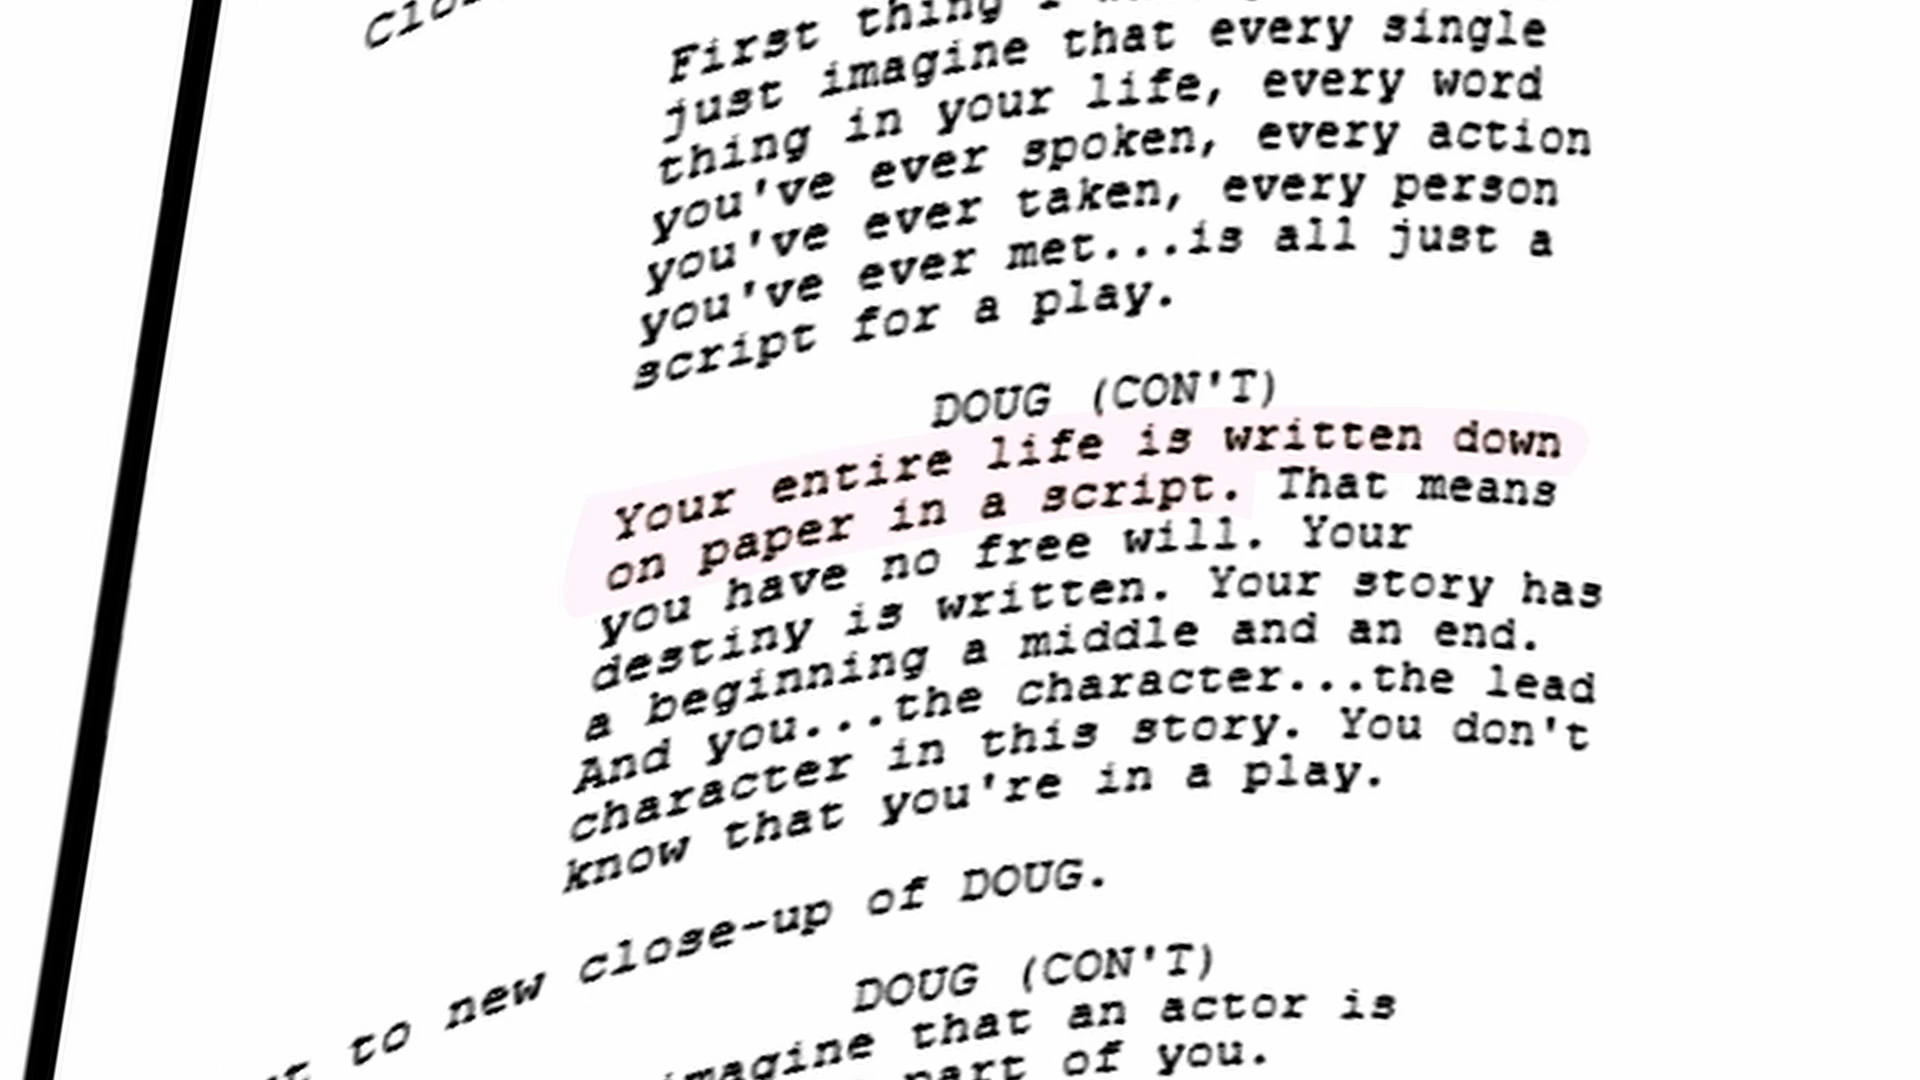 First thing
just imagine that every single
thing in your life, every word
you've ever spoken, every action
you've ever taken, every person
you've ever met...is all just a
script for a play.
DOUG (CON'T)
Your entire life is written down
on paper in a script. That means
you have no free will. Your
destiny is written. Your story has
a beginning a middle and an end.
And you...the character...the lead
character in this story. You don't
know that you're in a play.
to new close-up of DOUG.
DOUG (CON'T)
imagine that an actor is
part of you.